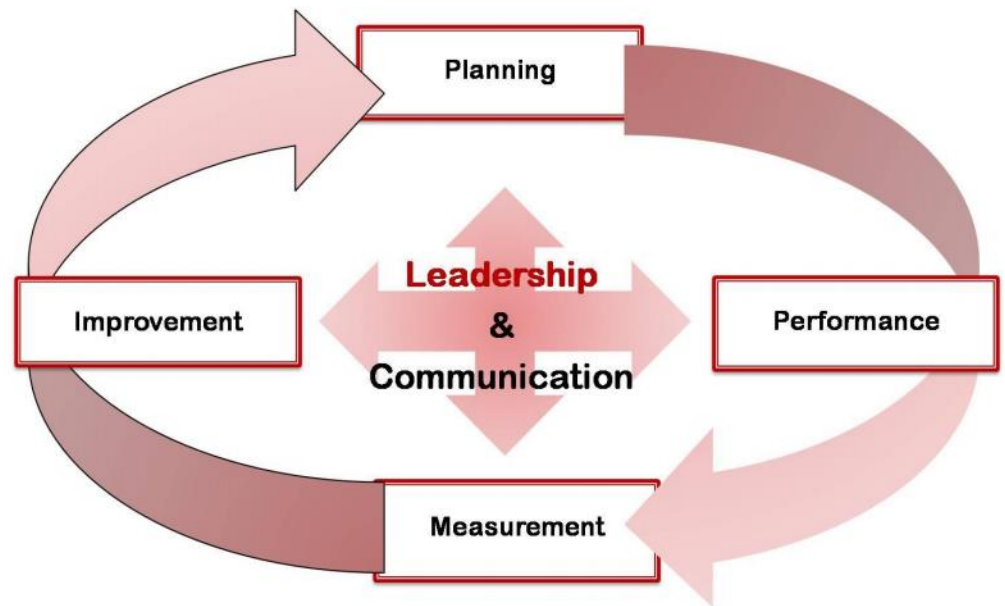 Planning
Leadership
&
Communication
Improvement
Performance
Measurement